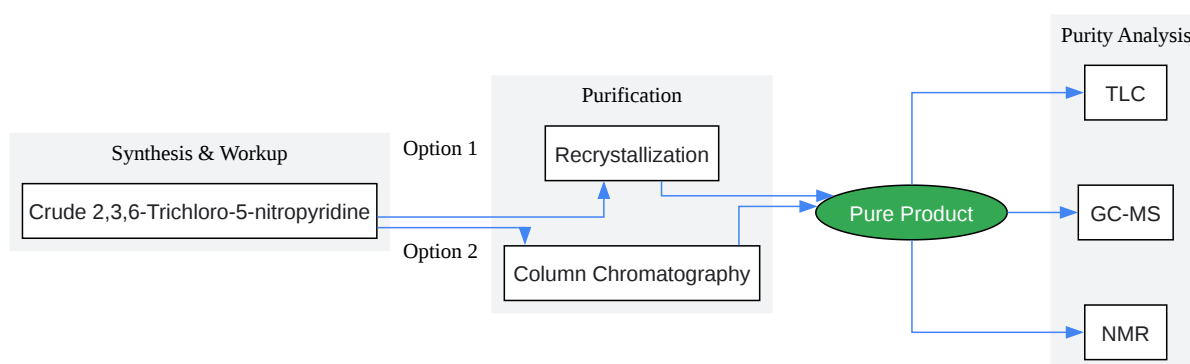 Synthesis & Workup
Crude 2,3,6-Trichloro-5-nitropyridine
Option 1
Option 2
Purification
Recrystallization
Column Chromatography
Pure Product
Purity Analysis
TLC
GC-MS
NMR